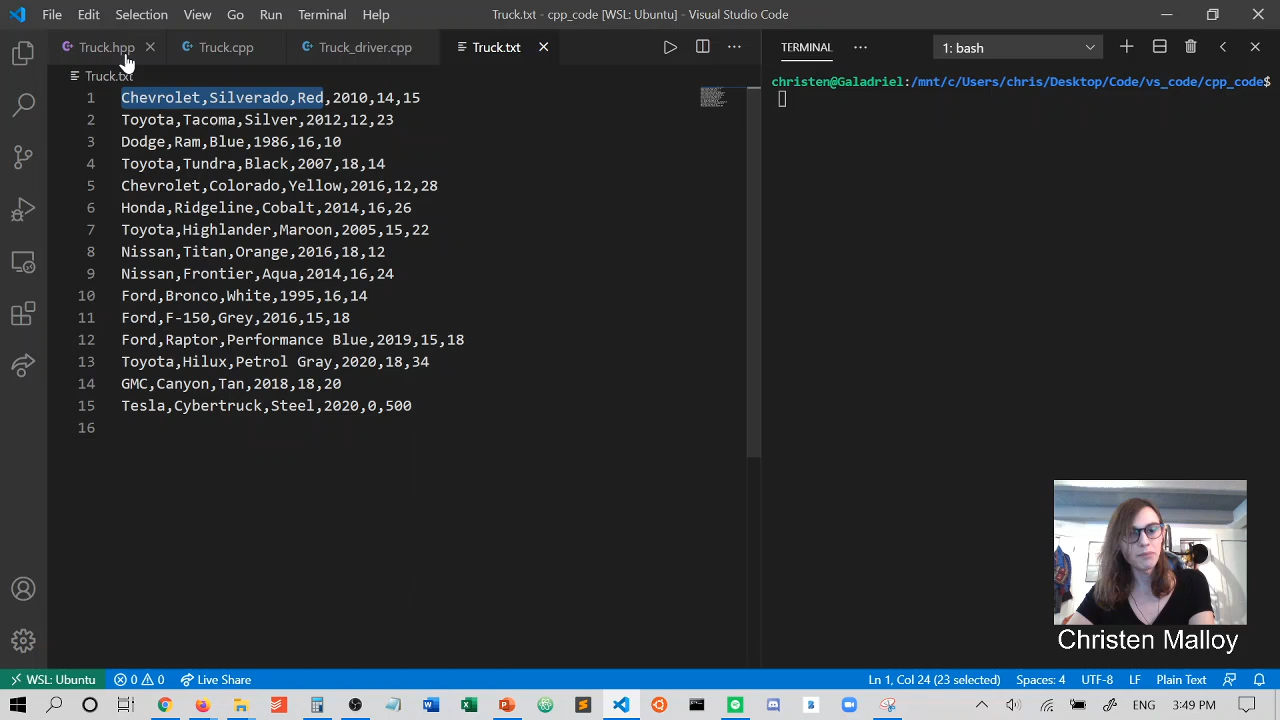 File Edit Selection View Go Run Terminal Help
Truck.txt - cpp_code [WSL: Ubuntu] - Visual Studio Code
Truck.hpp
Truck.cpp
Truck_driver.cpp
Truck.txt
Truck.txt
1 Chevrolet,Silverado,Red,2010,14,15
2 Toyota,Tacoma,Silver,2012,12,23
3 Dodge,Ram,Blue,1986,16,10
4 Toyota,Tundra,Black,2007,18,14
5 Chevrolet,Colorado,Yellow,2016,12,28
6 Honda,Ridgeline,Cobalt,2014,16,26
7 Toyota,Highlander,Maroon,2005,15,22
8 Nissan,Titan,Orange,2016,18,12
9 Nissan,Frontier,Aqua,2014,16,24
10 Ford,Bronco,White,1995,16,14
11 Ford,F-150,Grey,2016,15,18
12 Ford,Raptor,Performance Blue,2019,15,18
13 Toyota,Hilux,Petrol Gray,2020,18,34
14 GMC,Canyon,Tan,2018,18,20
15 Tesla,Cybertruck,Steel,2020,0,500
16
TERMINAL
1: bash
christen@Galadriel:/mnt/c/Users/chris/Desktop/Code/vs_code/cpp_code$
Christen Malloy
WSL: Ubuntu
0 0
Live Share
Ln 1, Col 24 (23 selected)
Spaces: 4
UTF-8
LF
Plain Text
ENG
3:49 PM